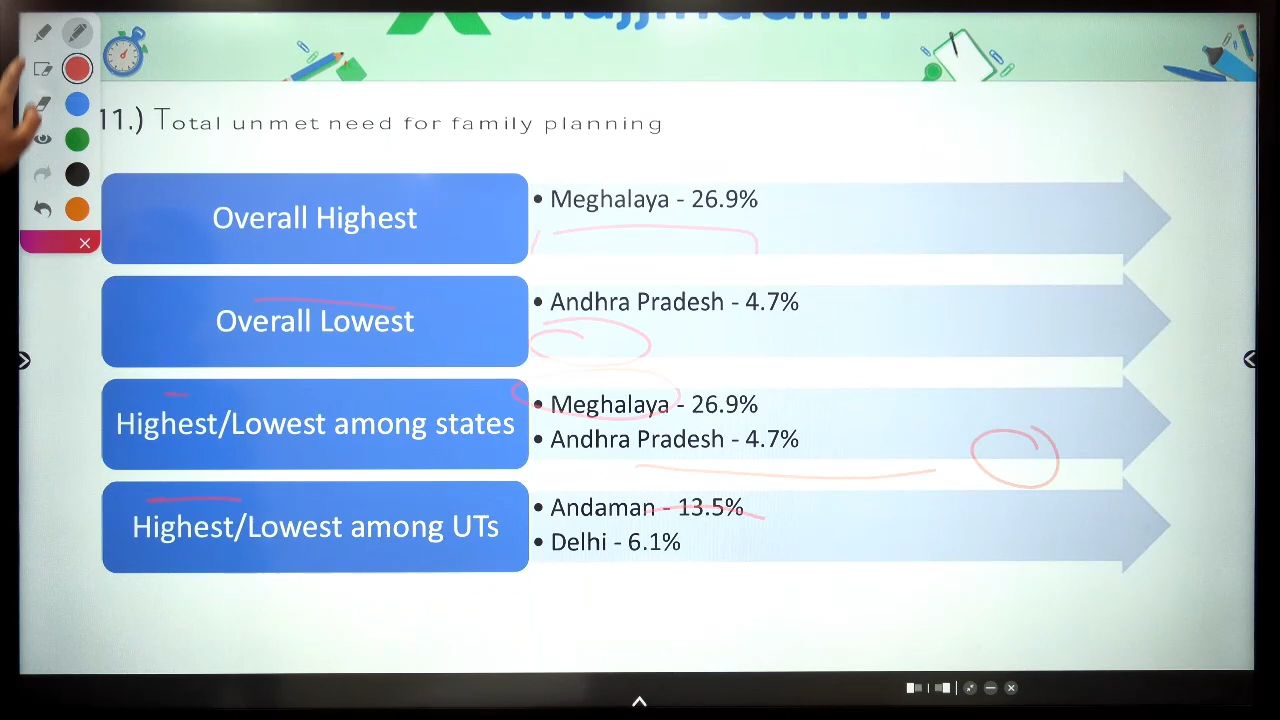 11.) Total unmet need for family planning
Overall Highest
• Meghalaya - 26.9%
Overall Lowest
• Andhra Pradesh - 4.7%
Highest/Lowest among states
• Meghalaya - 26.9%
• Andhra Pradesh - 4.7%
Highest/Lowest among UTs
• Andaman - 13.5%
• Delhi - 6.1%